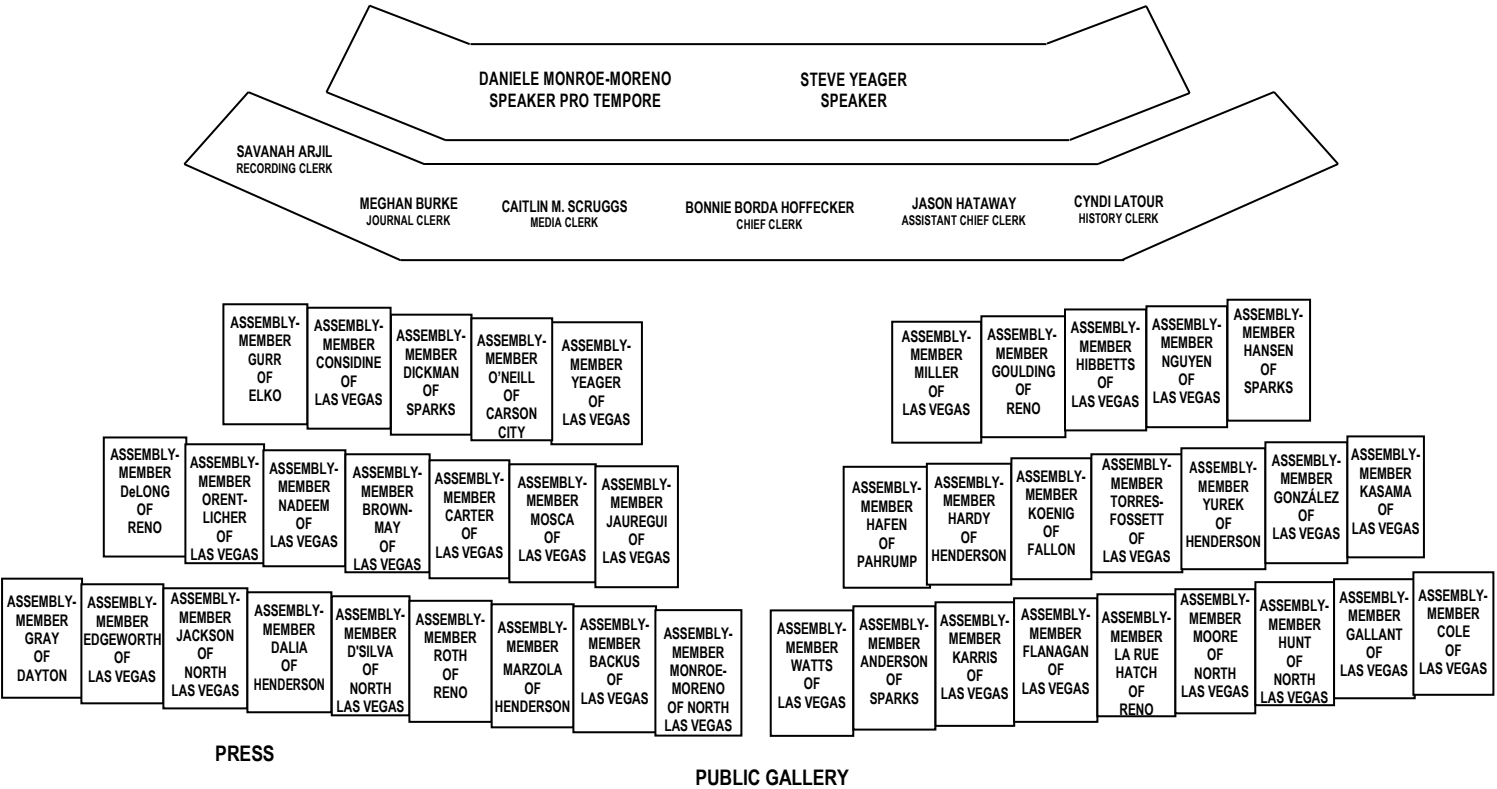 DANIELE MONROE-MORENO
SPEAKER PRO TEMPORE
STEVE YEAGER
SPEAKER
SAVANAH ARJIL
RECORDING CLERK
MEGHAN BURKE
JOURNAL CLERK
CAITLIN M. SCRUGGS
MEDIA CLERK
BONNIE BORDA HOFFECKER
CHIEF CLERK
JASON HATAWAY
ASSISTANT CHIEF CLERK
CYNDI LATOUR
HISTORY CLERK
ASSEMBLY-
MEMBER
GURR
OF
ELKO
ASSEMBLY-
MEMBER
CONSIDINE
OF
LAS VEGAS
ASSEMBLY-
MEMBER
DICKMAN
OF
SPARKS
ASSEMBLY-
MEMBER
O'NEILL
OF
CARSON
CITY
ASSEMBLY-
MEMBER
YEAGER
OF
LAS VEGAS
ASSEMBLY-
MEMBER
MILLER
OF
LAS VEGAS
ASSEMBLY-
MEMBER
GOULDING
OF
RENO
ASSEMBLY-
MEMBER
HIBBETTS
OF
LAS VEGAS
ASSEMBLY-
MEMBER
NGUYEN
OF
LAS VEGAS
ASSEMBLY-
MEMBER
HANSEN
OF
SPARKS
ASSEMBLY-
MEMBER
DeLONG
OF
RENO
ASSEMBLY-
MEMBER
ORENT-
LICHER
OF
LAS VEGAS
ASSEMBLY-
MEMBER
NADEEM
OF
LAS VEGAS
ASSEMBLY-
MEMBER
BROWN-
MAY
OF
LAS VEGAS
ASSEMBLY-
MEMBER
CARTER
OF
LAS VEGAS
ASSEMBLY-
MEMBER
MOSCA
OF
LAS VEGAS
ASSEMBLY-
MEMBER
JAUREGUI
OF
LAS VEGAS
ASSEMBLY-
MEMBER
HAFEN
OF
PAHRUMP
ASSEMBLY-
MEMBER
HARDY
OF
HENDERSON
ASSEMBLY-
MEMBER
KOENIG
OF
FALLON
ASSEMBLY-
MEMBER
TORRES-
FOSSETT
OF
LAS VEGAS
ASSEMBLY-
MEMBER
YUREK
OF
HENDERSON
ASSEMBLY-
MEMBER
GONZÁLEZ
OF
LAS VEGAS
ASSEMBLY-
MEMBER
KASAMA
OF
LAS VEGAS
ASSEMBLY-
MEMBER
GRAY
OF
DAYTON
ASSEMBLY-
MEMBER
EDGEWORTH
OF
LAS VEGAS
ASSEMBLY-
MEMBER
JACKSON
OF
NORTH
LAS VEGAS
ASSEMBLY-
MEMBER
DALIA
OF
HENDERSON
ASSEMBLY-
MEMBER
D'SILVA
OF
NORTH
LAS VEGAS
ASSEMBLY-
MEMBER
ROTH
OF
RENO
ASSEMBLY-
MEMBER
MARZOLA
OF
HENDERSON
ASSEMBLY-
MEMBER
BACKUS
OF
LAS VEGAS
ASSEMBLY-
MEMBER
MONROE-
MORENO
OF NORTH
LAS VEGAS
ASSEMBLY-
MEMBER
WATTS
OF
LAS VEGAS
ASSEMBLY-
MEMBER
ANDERSON
OF
SPARKS
ASSEMBLY-
MEMBER
KARRIS
OF
LAS VEGAS
ASSEMBLY-
MEMBER
FLANAGAN
OF
LAS VEGAS
ASSEMBLY-
MEMBER
LA RUE
HATCH
OF
RENO
ASSEMBLY-
MEMBER
MOORE
OF
NORTH
LAS VEGAS
ASSEMBLY-
MEMBER
HUNT
OF
NORTH
LAS VEGAS
ASSEMBLY-
MEMBER
GALLANT
OF
LAS VEGAS
ASSEMBLY-
MEMBER
COLE
OF
LAS VEGAS
PRESS
PUBLIC GALLERY